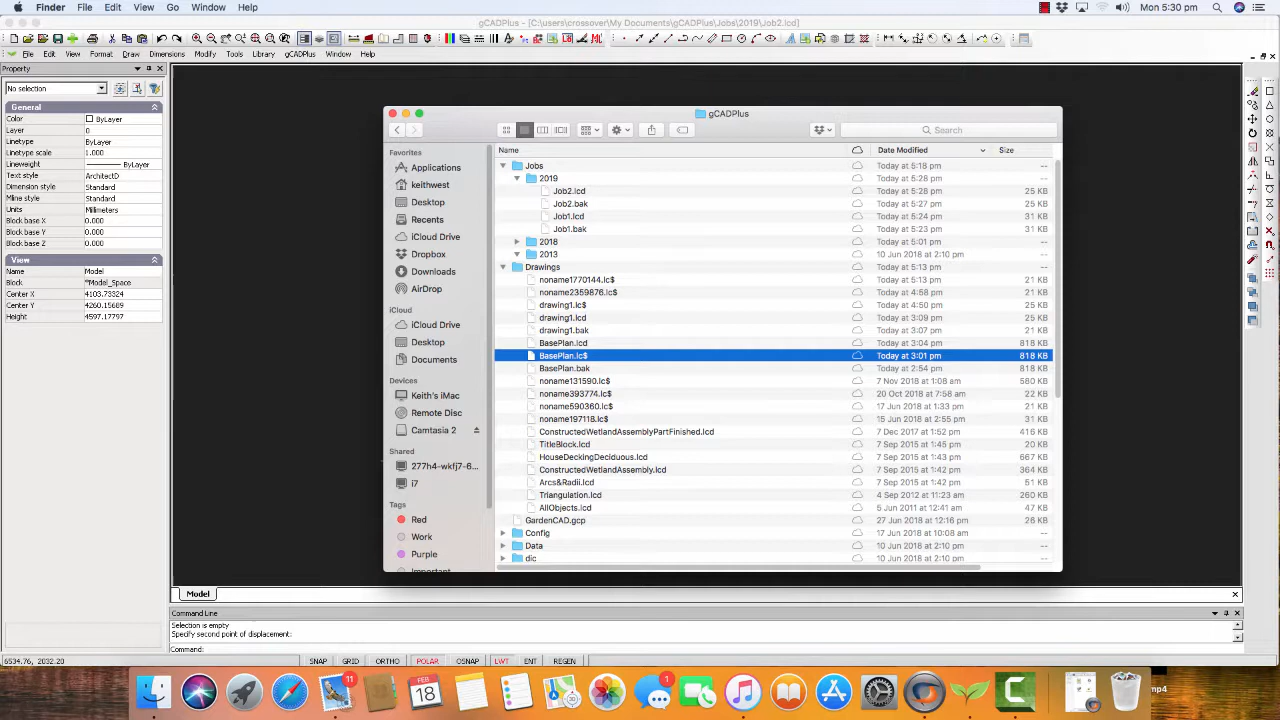 Finder File Edit View Go Window Help Mon 5:30 pm
gCADPlus - [C:\users\crossover\My Documents\gCADPlus\Jobs\2019\Job2.lcd]
File Edit View Insert Format Draw Dimensions Modify Tools Library gCADPlus Window Help
Property
No selection
General
Color ByLayer
Layer 0
Linetype ByLayer
Linetype scale 1.000
Lineweight ByLayer
Text style ArchitectD
Dimension style Standard
Mline style Standard
Units Millimeters
Block base X 0.000
Block base Y 0.000
Block base Z 0.000
View
Name Model
Block *Model_Space
Center X 4103.73324
Center Y 4260.15689
Height 4597.17797
gCADPlus
Search
Favorites
Applications
keithwest
Desktop
Recents
iCloud Drive
Dropbox
Downloads
AirDrop
iCloud
iCloud Drive
Desktop
Documents
Devices
Keith's iMac
Remote Disc
Camtasia 2
Shared
277h4-wkfj7-6...
i7
Tags
Red
Work
Purple
Important
Name Date Modified Size
Jobs Today at 5:18 pm --
2019 Today at 5:28 pm --
Job2.lcd Today at 5:28 pm 25 KB
Job2.bak Today at 5:27 pm 25 KB
Job1.lcd Today at 5:24 pm 31 KB
Job1.bak Today at 5:23 pm 31 KB
2018 Today at 5:01 pm --
2013 10 Jun 2018 at 2:10 pm --
Drawings Today at 5:13 pm --
noname1770144.lc$ Today at 5:13 pm 21 KB
noname2359876.lc$ Today at 4:58 pm 21 KB
drawing1.lc$ Today at 4:50 pm 25 KB
drawing1.lcd Today at 3:09 pm 25 KB
drawing1.bak Today at 3:07 pm 21 KB
BasePlan.lcd Today at 3:04 pm 818 KB
BasePlan.lc$ Today at 3:01 pm 818 KB
BasePlan.bak Today at 2:54 pm 818 KB
noname131590.lc$ 7 Nov 2018 at 1:08 am 580 KB
noname393774.lc$ 20 Oct 2018 at 7:58 am 22 KB
noname590360.lc$ 17 Jun 2018 at 1:33 pm 21 KB
noname197118.lc$ 15 Jun 2018 at 2:55 pm 31 KB
ConstructedWetlandAssemblyPartFinished.lcd 7 Dec 2017 at 1:52 pm 416 KB
TitleBlock.lcd 7 Sep 2015 at 1:45 pm 20 KB
HouseDeckingDeciduous.lcd 7 Sep 2015 at 1:42 pm 667 KB
ConstructedWetlandAssembly.lcd 7 Sep 2015 at 1:42 pm 364 KB
Arcs&Radii.lcd 7 Sep 2015 at 1:42 pm 21 KB
Triangulation.lcd 4 Sep 2012 at 11:23 am 260 KB
AllObjects.lcd 5 Jun 2011 at 12:41 am 47 KB
GardenCAD.gcp 27 Jun 2018 at 12:16 pm 26 KB
Config 17 Jun 2018 at 10:08 am --
Data 10 Jun 2018 at 2:10 pm --
dic 10 Jun 2018 at 2:10 pm --
Model
Command Line
Selection is empty
Specify second point of displacement:
Command:
6534.76, 2032.20 SNAP GRID ORTHO POLAR OSNAP LWT ENT REGEN
11
FEB
18
1
mp4